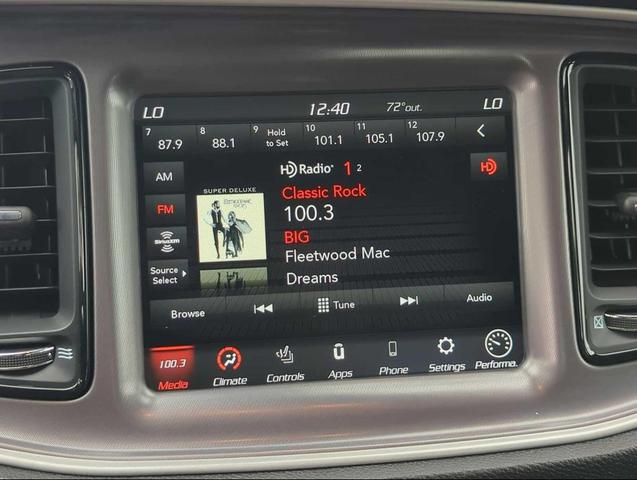 LO 12:40 72°out. LO
7 8 9 Hold to Set 10 11 12
87.9 88.1 101.1 105.1 107.9
AM
HD Radio 1 2
HD
SUPER DELUXE
Classic Rock
FM
100.3
SiriusXM
BIG
Fleetwood Mac
Source
Select
Dreams
Browse Tune Audio
100.3
Media Climate Controls Apps Phone Settings Performa.